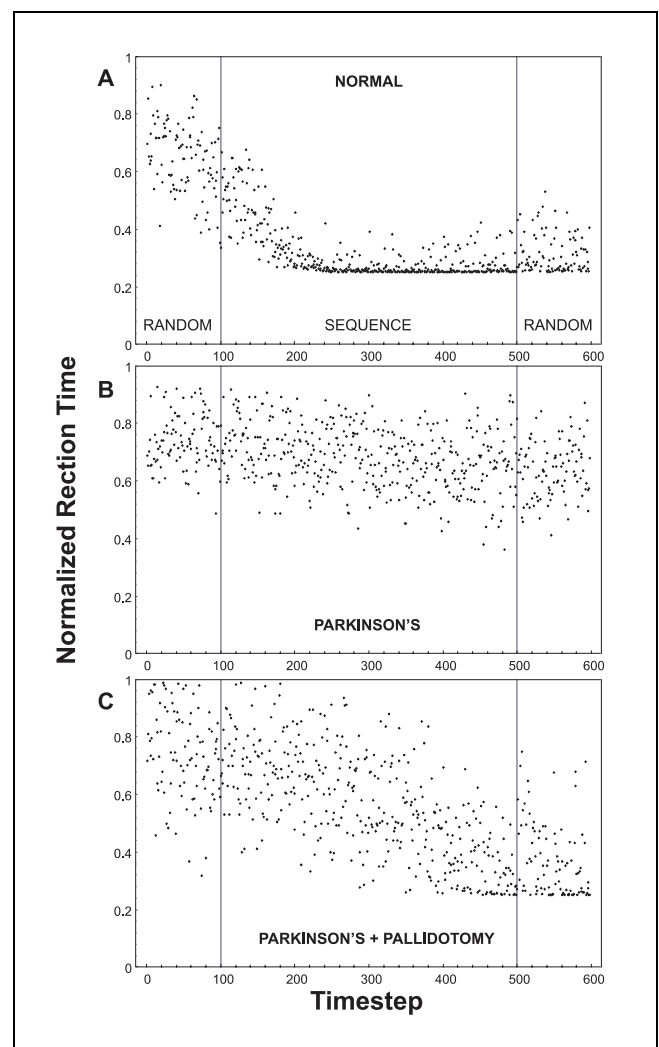 A
NORMAL
1
0.8
0.6
0.4
0.2
0
RANDOM SEQUENCE RANDOM
0 100 200 300 400 500 600
B
1
0.8
0.6
0.4
0.2
0
PARKINSON'S
0 100 200 300 400 500 600
C
1
0.8
0.6
0.4
0.2
0
PARKINSON'S + PALLIDOTOMY
0 100 200 300 400 500 600
Normalized Rection Time
Timestep